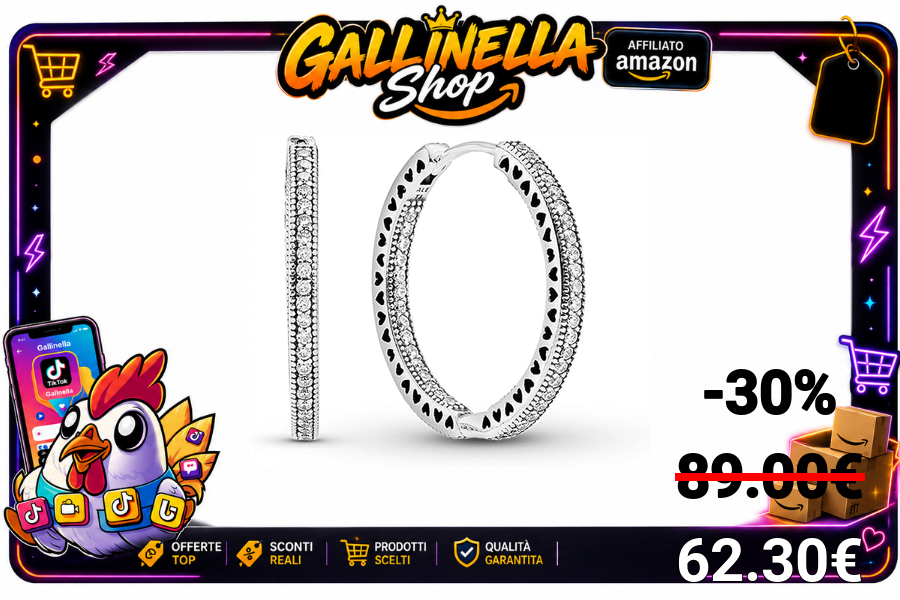 GALLINELLA
Shop
AFFILIATO
amazon
Gallinella
TikTok
Gallinella
-30%
89.00€
62.30€
OFFERTE
TOP
SCONTI
REALI
PRODOTTI
SCELTI
QUALITÀ
GARANTITA